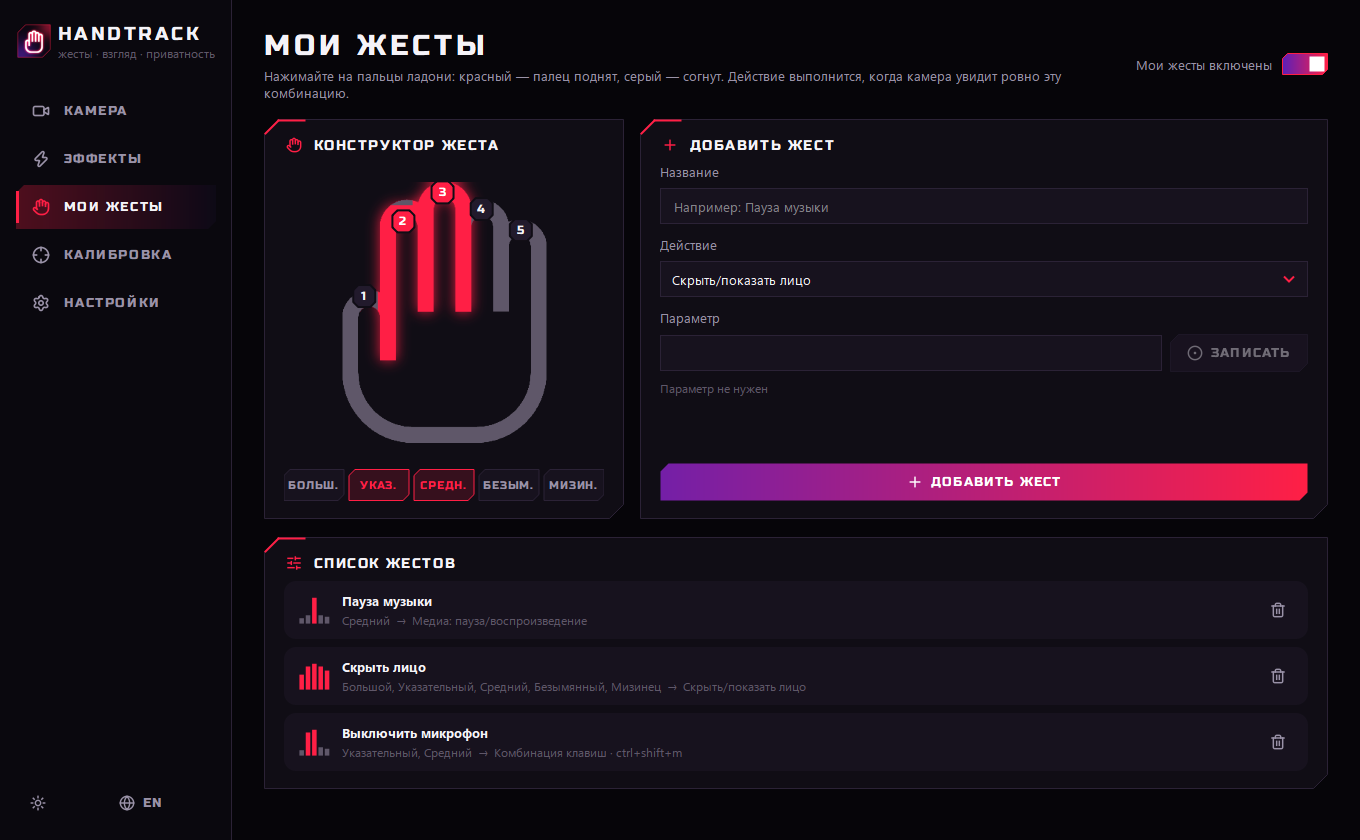 HANDTRACK
жесты · взгляд · приватность
КАМЕРА
ЭФФЕКТЫ
МОИ ЖЕСТЫ
КАЛИБРОВКА
НАСТРОЙКИ
EN
МОИ ЖЕСТЫ
Нажимайте на пальцы ладони: красный — палец поднят, серый — согнут. Действие выполнится, когда камера увидит ровно эту
комбинацию.
Мои жесты включены
КОНСТРУКТОР ЖЕСТА
3
4
2
5
1
БОЛЬШ. УКАЗ. СРЕДН. БЕЗЫМ. МИЗИН.
ДОБАВИТЬ ЖЕСТ
Название
Например: Пауза музыки
Действие
Скрыть/показать лицо
Параметр
ЗАПИСАТЬ
Параметр не нужен
ДОБАВИТЬ ЖЕСТ
СПИСОК ЖЕСТОВ
Пауза музыки
Средний → Медиа: пауза/воспроизведение
Скрыть лицо
Большой, Указательный, Средний, Безымянный, Мизинец → Скрыть/показать лицо
Выключить микрофон
Указательный, Средний → Комбинация клавиш · ctrl+shift+m